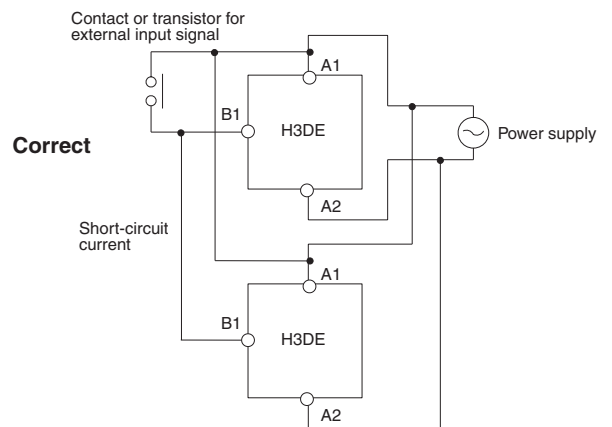 Contact or transistor for
external input signal
A1
B1
H3DE
Correct
Power supply
A2
Short-circuit
current
A1
B1
H3DE
A2